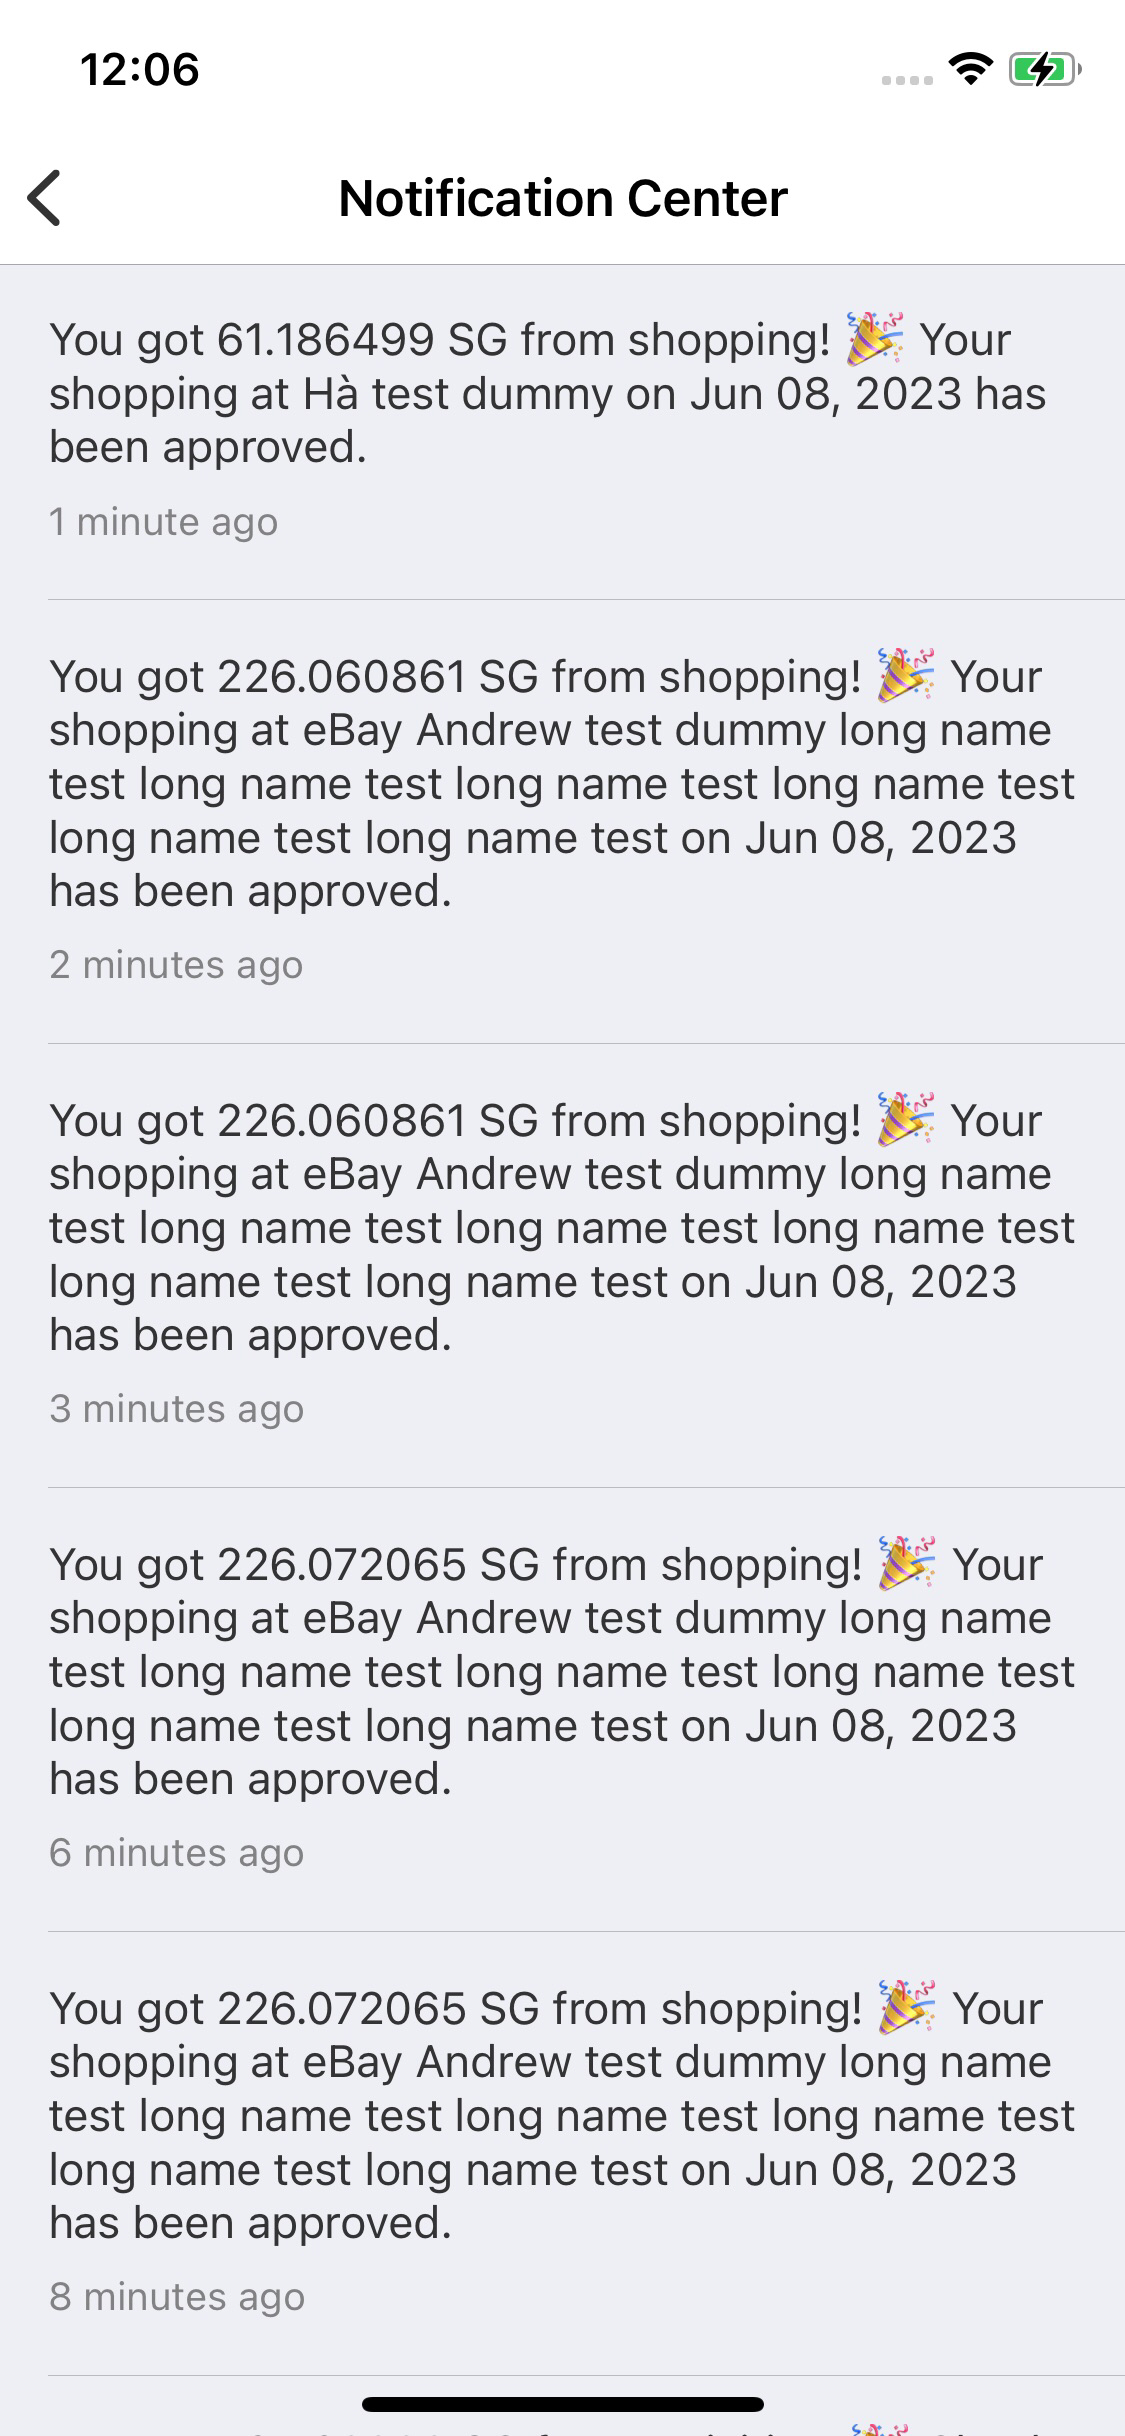 12:06
Notification Center
You got 61.186499 SG from shopping! 🎉 Your
shopping at Hà test dummy on Jun 08, 2023 has
been approved.
1 minute ago
You got 226.060861 SG from shopping! 🎉 Your
shopping at eBay Andrew test dummy long name
test long name test long name test long name test
long name test long name test on Jun 08, 2023
has been approved.
2 minutes ago
You got 226.060861 SG from shopping! 🎉 Your
shopping at eBay Andrew test dummy long name
test long name test long name test long name test
long name test long name test on Jun 08, 2023
has been approved.
3 minutes ago
You got 226.072065 SG from shopping! 🎉 Your
shopping at eBay Andrew test dummy long name
test long name test long name test long name test
long name test long name test on Jun 08, 2023
has been approved.
6 minutes ago
You got 226.072065 SG from shopping! 🎉 Your
shopping at eBay Andrew test dummy long name
test long name test long name test long name test
long name test long name test on Jun 08, 2023
has been approved.
8 minutes ago